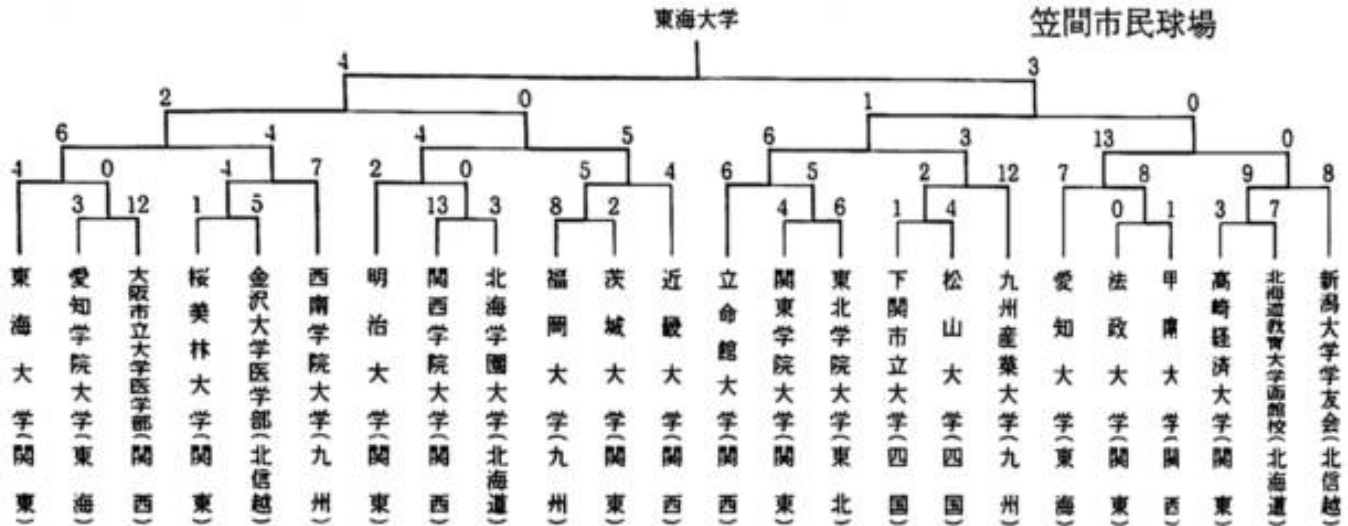 東海大学
笠間市民球場
4 3
2 0 1 0
6 4 4 5 6 3 13 0
4 0 4 7 2 0 5 4 6 5 2 12 7 8 9 8
3 12 1 5 13 3 8 2 4 6 1 4 0 1 3 7
東海大学(関東)
愛知学院大学(東海)
大阪市立大学医学部(関西)
桜美林大学(関東)
金沢大学医学部(北信越)
西南学院大学(九州)
明治大学(関東)
関西学院大学(関西)
北海学園大学(北海道)
福岡大学(九州)
茨城大学(関東)
近畿大学(関西)
立命館大学(関西)
関東学院大学(関東)
東北学院大学(東北)
下関市立大学(四国)
松山大学(四国)
九州産業大学(九州)
愛知大学(東海)
法政大学(関東)
甲南大学(関西)
高崎経済大学(関東)
北海道教育大学函館校(北海道)
新潟大学学友会(北信越)